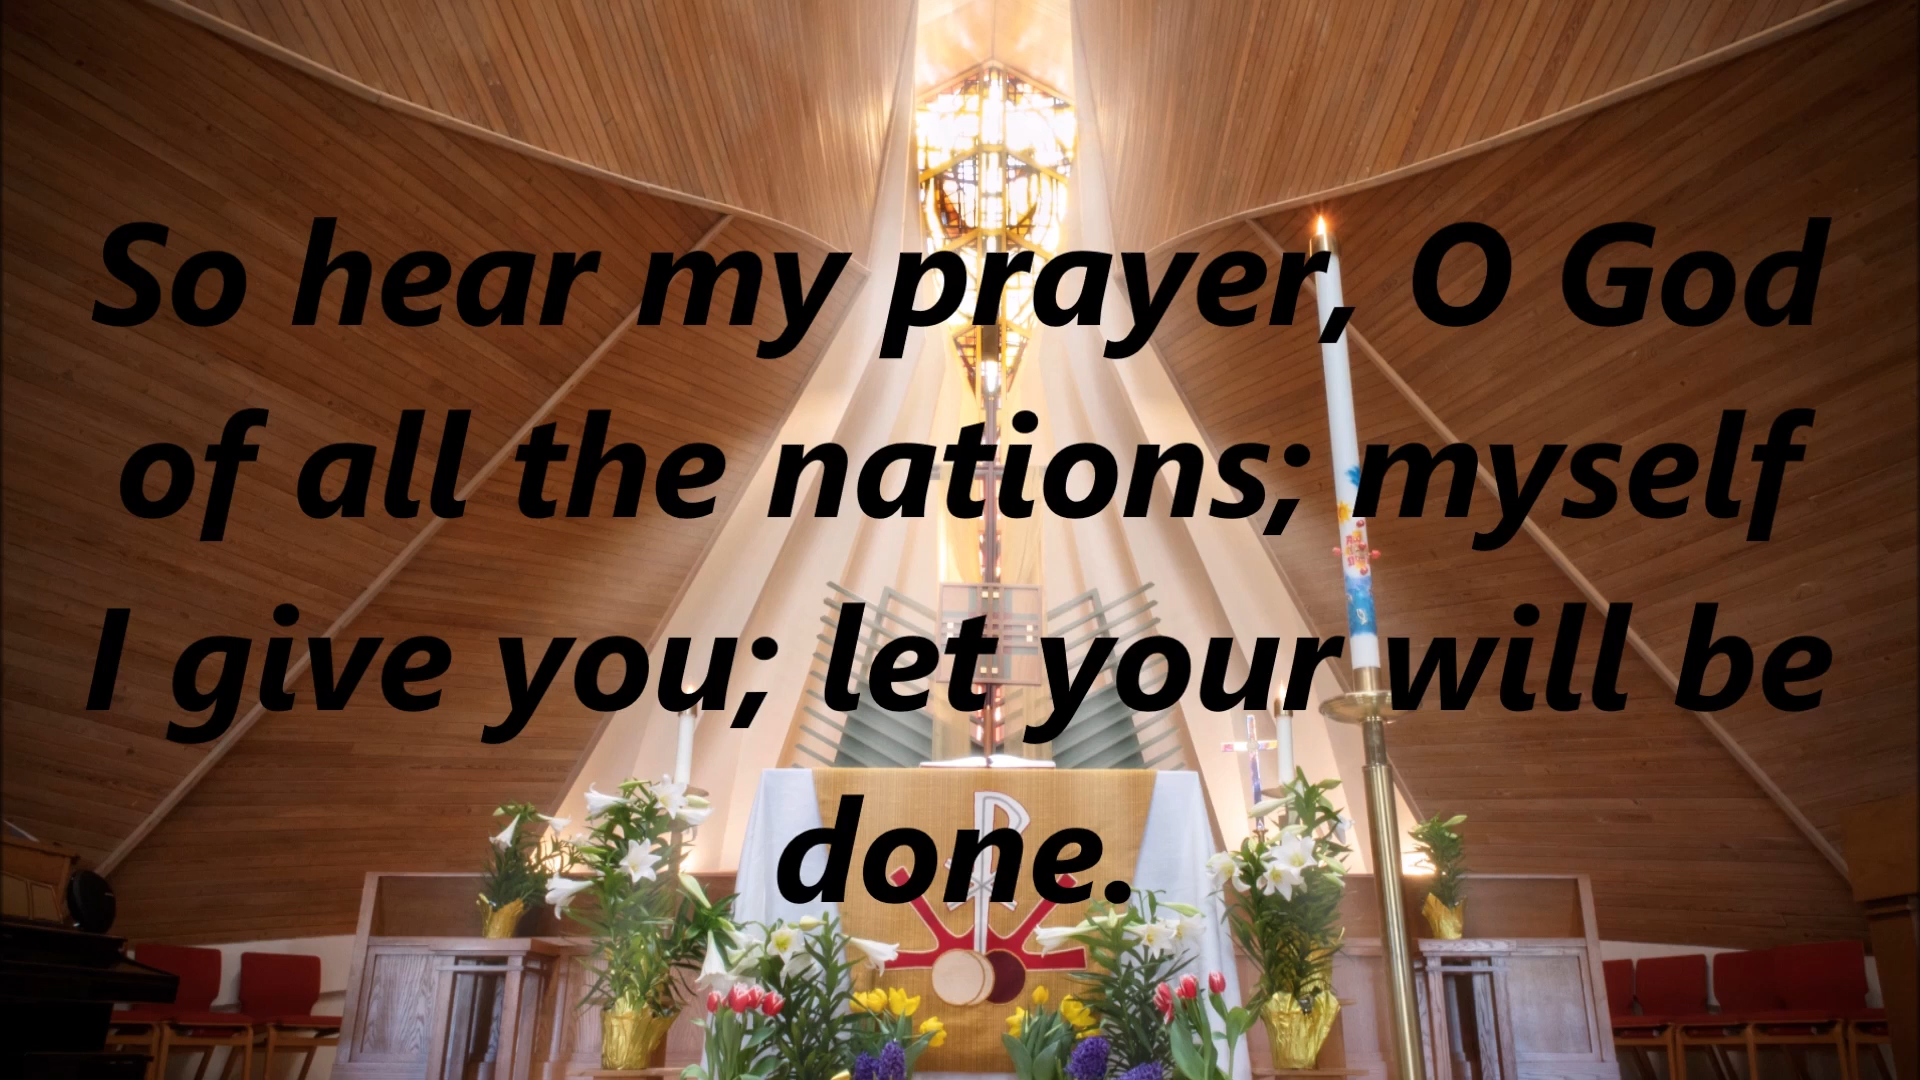 So hear my prayer, O God
of all the nations; myself
I give you; let your will be
done.